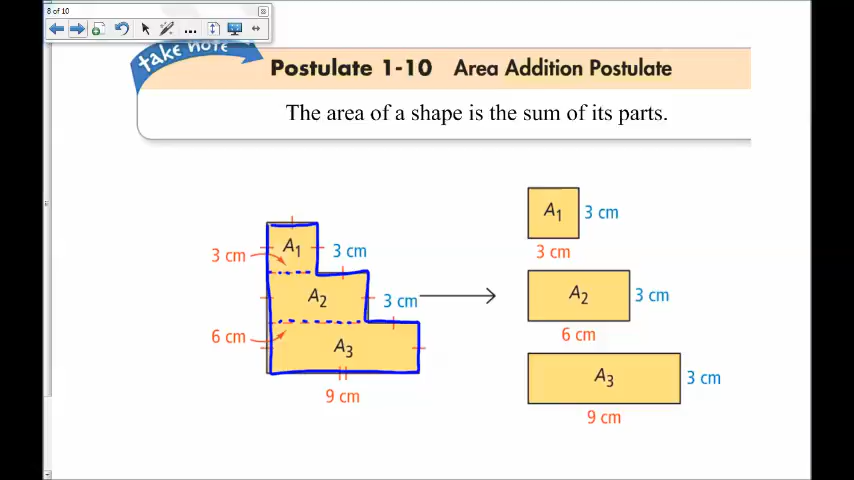 8 of 10
take note
Postulate 1-10 Area Addition Postulate
The area of a shape is the sum of its parts.
A1
3 cm
3 cm
A2
3 cm
6 cm
A3
9 cm
A1
3 cm
3 cm
A2
3 cm
6 cm
A3
3 cm
9 cm